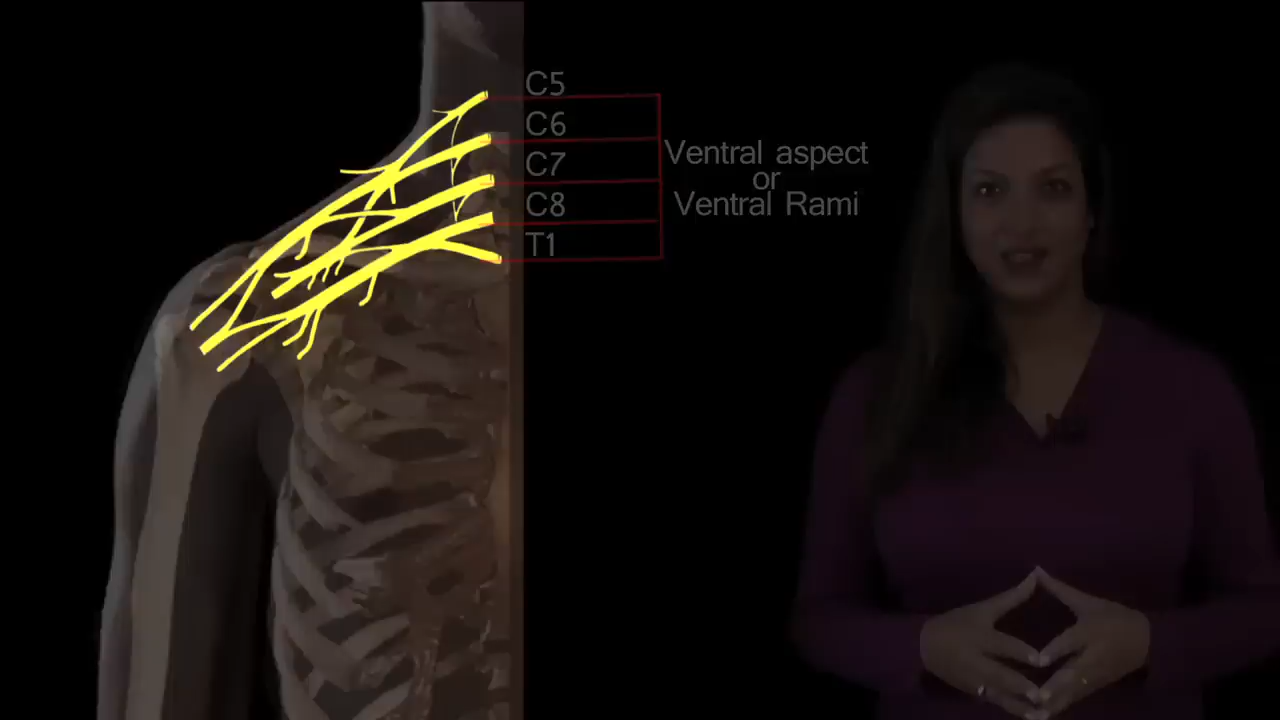 C5
C6
C7
C8
T1
Ventral aspect
or
Ventral Rami